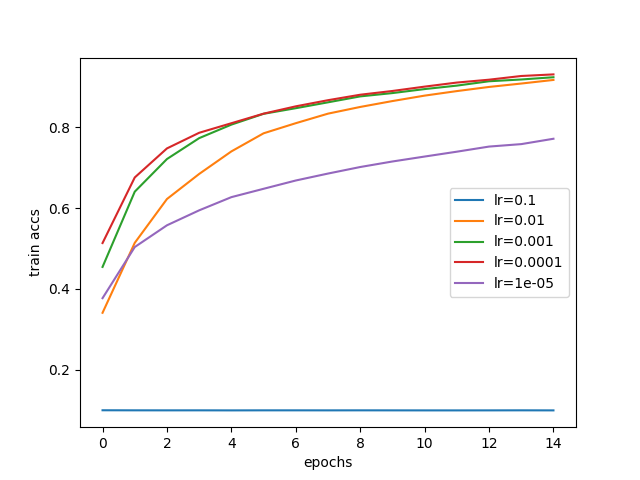 train accs
0.8
0.6
0.4
0.2
lr=0.1
lr=0.01
lr=0.001
lr=0.0001
lr=1e-05
0 2 4 6 8 10 12 14
epochs